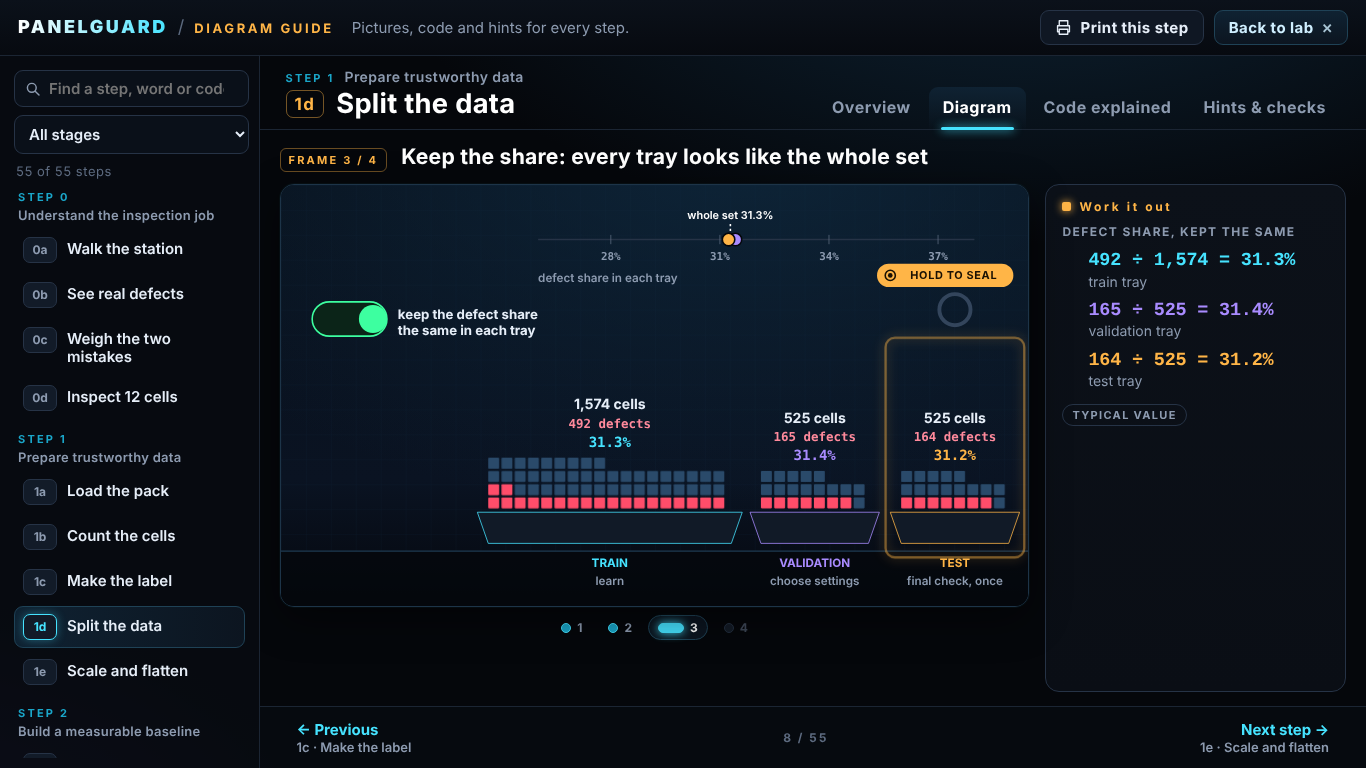 PANELGUARD / DIAGRAM GUIDE Pictures, code and hints for every step.
Print this step
Back to lab ×
Find a step, word or cod
All stages
55 of 55 steps
STEP 0
Understand the inspection job
0a Walk the station
0b See real defects
0c Weigh the two
mistakes
0d Inspect 12 cells
STEP 1
Prepare trustworthy data
1a Load the pack
1b Count the cells
1c Make the label
1d Split the data
1e Scale and flatten
STEP 2
Build a measurable baseline
STEP 1 Prepare trustworthy data
1d Split the data
Overview Diagram Code explained Hints & checks
FRAME 3 / 4 Keep the share: every tray looks like the whole set
whole set 31.3%
28% 31% 34% 37%
defect share in each tray
HOLD TO SEAL
keep the defect share
the same in each tray
1,574 cells
492 defects
31.3%
525 cells
165 defects
31.4%
525 cells
164 defects
31.2%
TRAIN
learn
VALIDATION
choose settings
TEST
final check, once
1 2 3 4
Work it out
DEFECT SHARE, KEPT THE SAME
492 ÷ 1,574 = 31.3%
train tray
165 ÷ 525 = 31.4%
validation tray
164 ÷ 525 = 31.2%
test tray
TYPICAL VALUE
← Previous
1c · Make the label
8 / 55
Next step →
1e · Scale and flatten